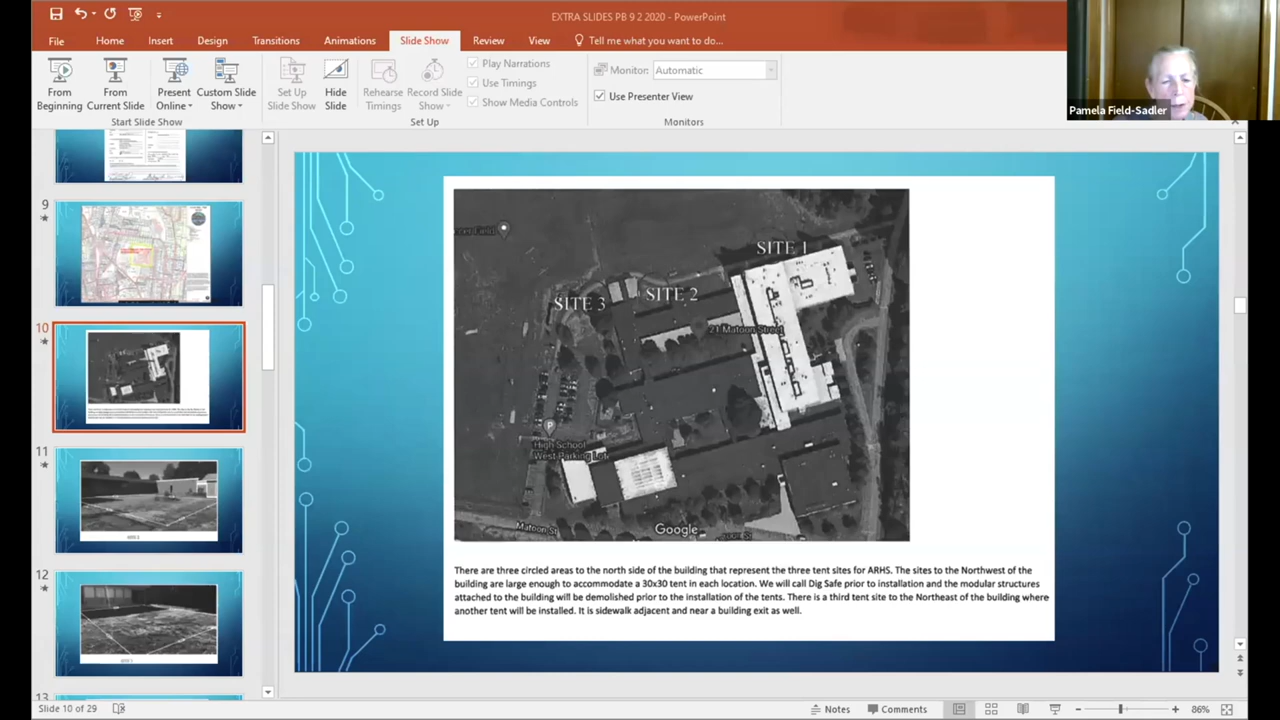 EXTRA SLIDES PB 9 2 2020 - PowerPoint
File Home Insert Design Transitions Animations Slide Show Review View Tell me what you want to do...
Pamela Field-Sadler
From Beginning
From Current Slide
Present Online
Custom Slide Show
Set Up Slide Show
Hide Slide
Rehearse Timings
Record Slide Show
Play Narrations
Use Timings
Show Media Controls
Monitor: Automatic
Use Presenter View
Start Slide Show
Set Up
Monitors
9
10
11
12
13
SITE 1
SITE 2
SITE 3
21 Matoon Street
P
High School
West Parking Lot
Matoon St
Google
There are three circled areas to the north side of the building that represent the three tent sites for ARHS. The sites to the Northwest of the
building are large enough to accommodate a 30x30 tent in each location. We will call Dig Safe prior to installation and the modular structures
attached to the building will be demolished prior to the installation of the tents. There is a third tent site to the Northeast of the building where
another tent will be installed. It is sidewalk adjacent and near a building exit as well.
Slide 10 of 29
Notes Comments
86%